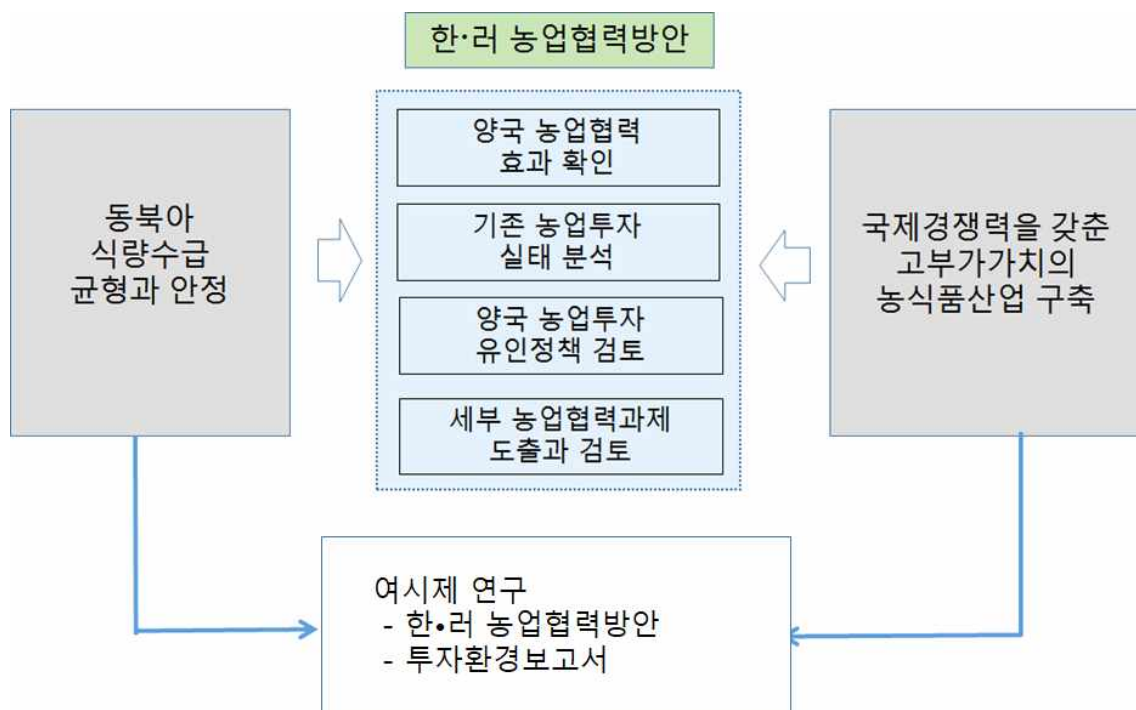 한·러 농업협력방안
동북아
식량수급
균형과 안정
양국 농업협력
효과 확인
기존 농업투자
실태 분석
양국 농업투자
유인정책 검토
세부 농업협력과제
도출과 검토
국제경쟁력을 갖춘
고부가가치의
농식품산업 구축
여시제 연구
- 한•러 농업협력방안
- 투자환경보고서